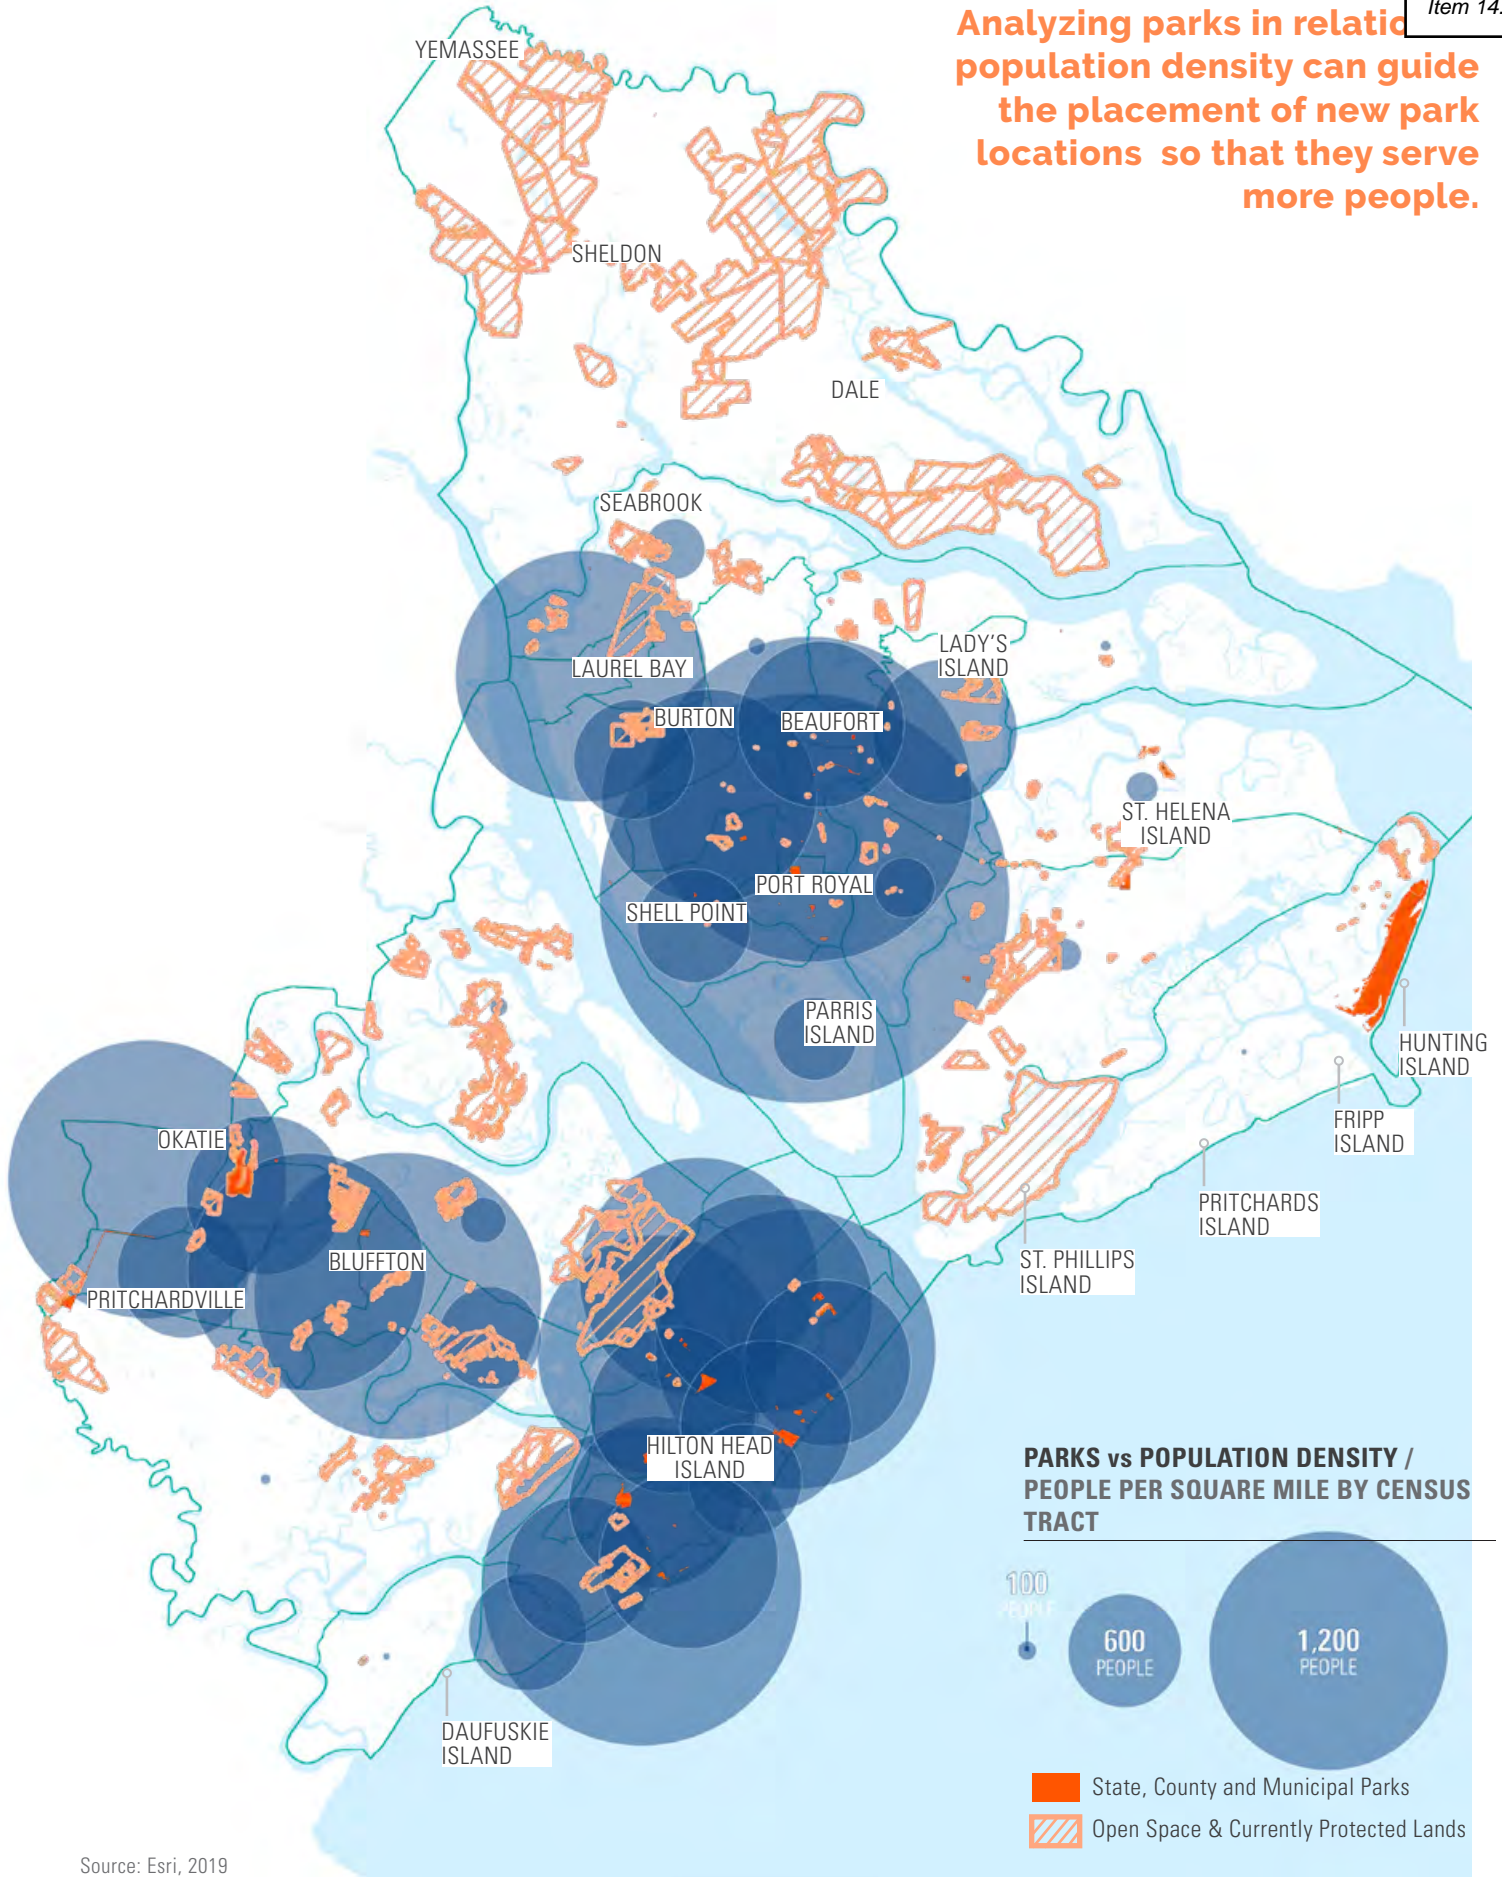 Item 14.
Analyzing parks in relatio
population density can guide
the placement of new park
locations so that they serve
more people.
YEMASSEE
SHELDON
DALE
SEABROOK
LADY'S
ISLAND
LAUREL BAY
BURTON
BEAUFORT
ST. HELENA
ISLAND
PORT ROYAL
SHELL POINT
PARRIS
ISLAND
HUNTING
ISLAND
FRIPP
ISLAND
OKATIE
PRITCHARDS
ISLAND
BLUFFTON
ST. PHILLIPS
ISLAND
PRITCHARDVILLE
HILTON HEAD
ISLAND
DAUFUSKIE
ISLAND
PARKS vs POPULATION DENSITY /
PEOPLE PER SQUARE MILE BY CENSUS
TRACT
100
PEOPLE
600
PEOPLE
1,200
PEOPLE
State, County and Municipal Parks
Open Space & Currently Protected Lands
Source: Esri, 2019